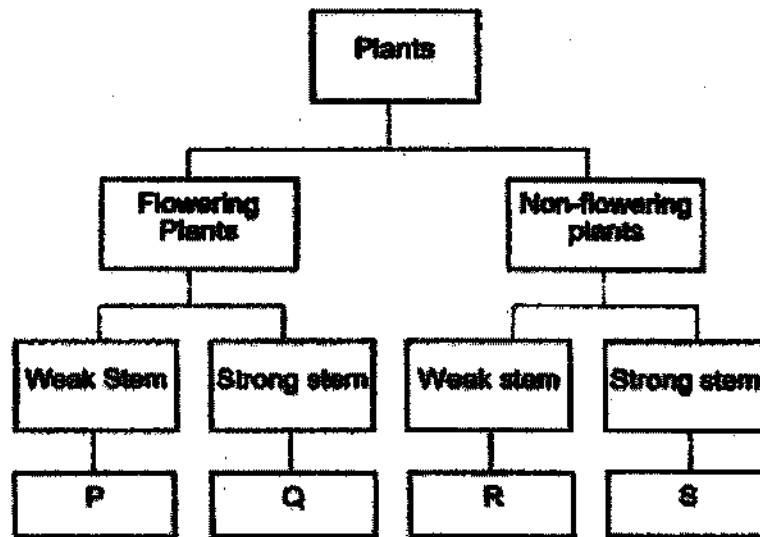 Plants
Flowering
Plants
Non-flowering
plants
Weak Stem
Strong stem
Weak stem
Strong stem
P
Q
R
S